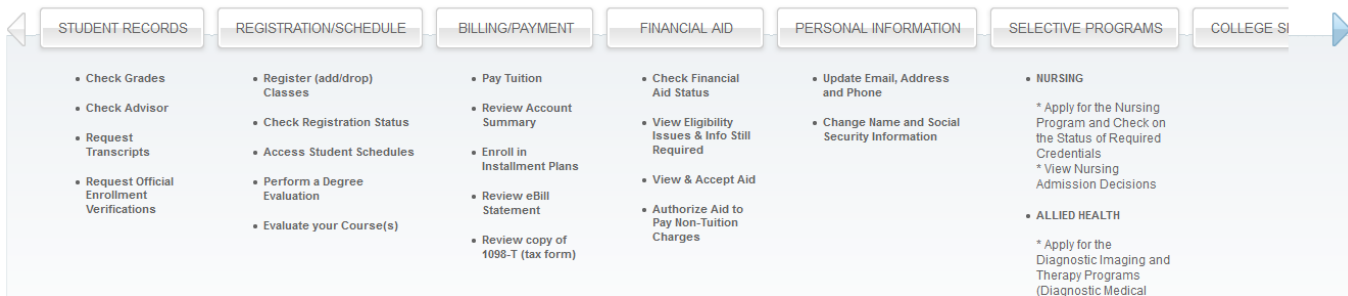 STUDENT RECORDS
REGISTRATION/SCHEDULE
BILLING/PAYMENT
FINANCIAL AID
PERSONAL INFORMATION
SELECTIVE PROGRAMS
COLLEGE
• Check Grades
• Check Advisor
• Request
Transcripts
• Request Official
Enrollment
Verifications
• Register (add/drop)
Classes
• Check Registration Status
• Access Student Schedules
• Perform a Degree
Evaluation
• Evaluate your Course(s)
• Pay Tuition
• Review Account
Summary
• Enroll in
Installment Plans
• Review eBill
Statement
• Review copy of
1098-T (tax form)
• Check Financial
Aid Status
• View Eligibility
Issues & Info Still
Required
• View & Accept Aid
• Authorize Aid to
Pay Non-Tuition
Charges
• Update Email, Address
and Phone
• Change Name and Social
Security Information
• NURSING
* Apply for the Nursing
Program and Check on
the Status of Required
Credentials
* View Nursing
Admission Decisions
• ALLIED HEALTH
* Apply for the
Diagnostic Imaging and
Therapy Programs
(Diagnostic Medical